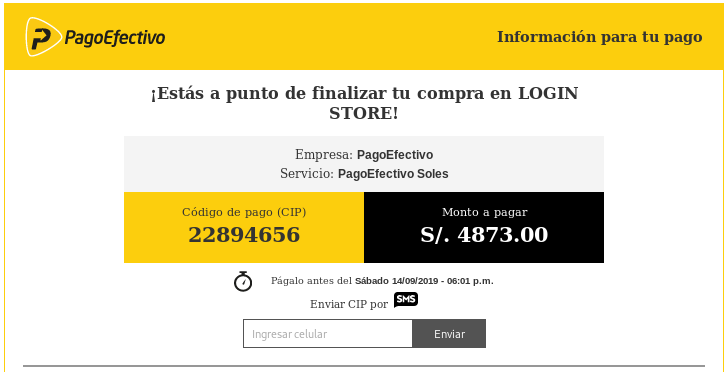 PagoEfectivo
Información para tu pago
¡Estás a punto de finalizar tu compra en LOGIN
STORE!
Empresa: PagoEfectivo
Servicio: PagoEfectivo Soles
Código de pago (CIP)
22894656
Monto a pagar
S/. 4873.00
Págalo antes del Sábado 14/09/2019 - 06:01 p.m.
Enviar CIP por SMS
Ingresar celular
Enviar